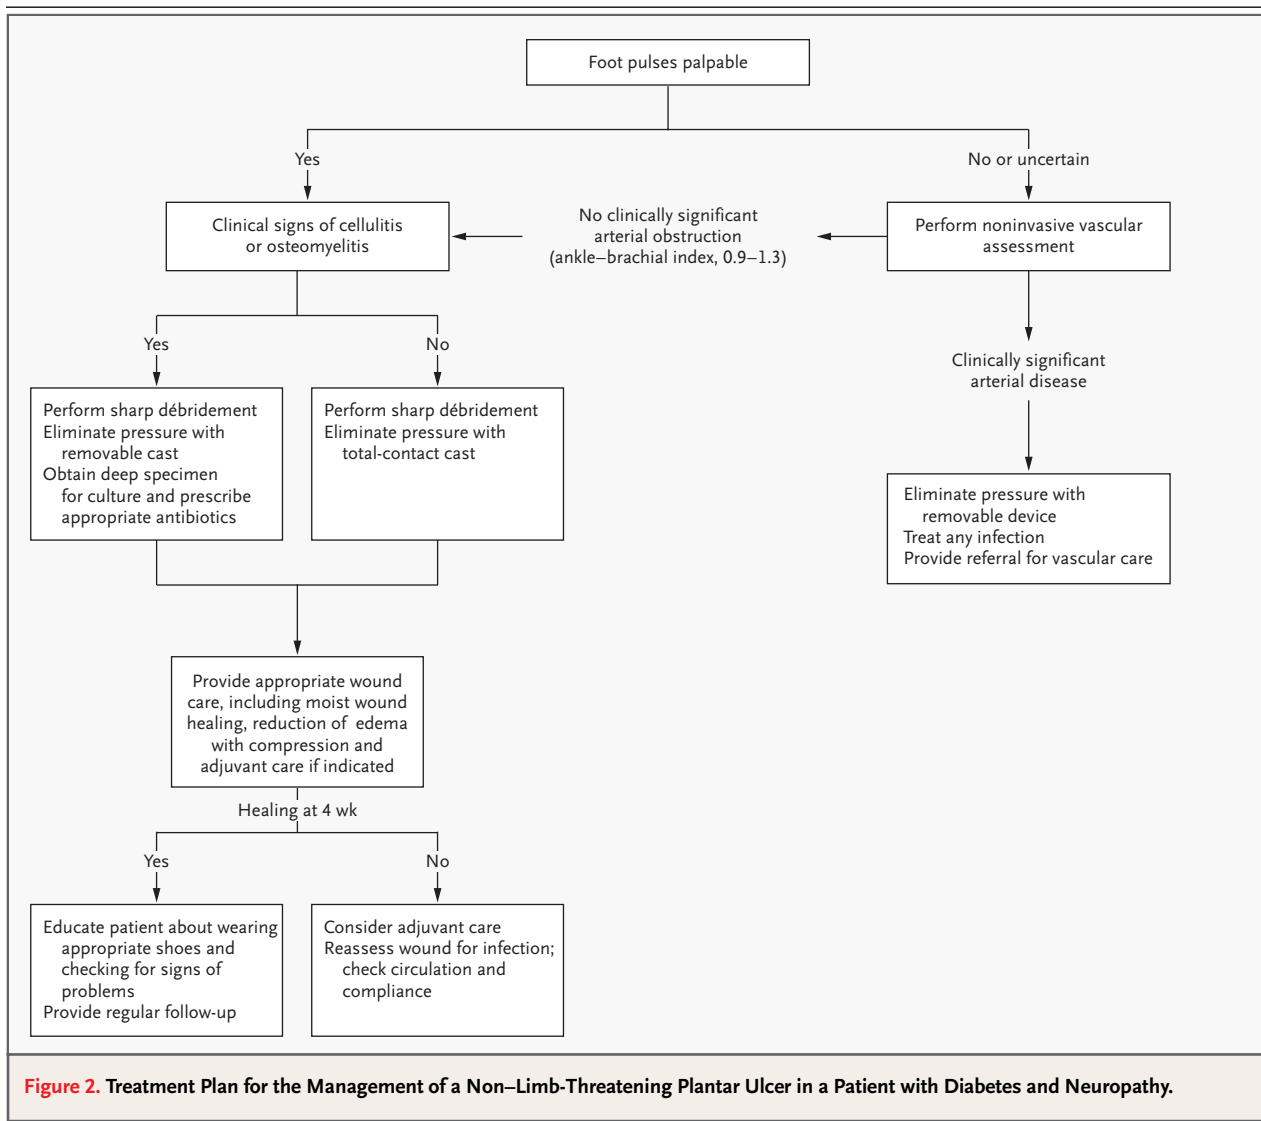 Foot pulses palpable
Yes
No or uncertain
Clinical signs of cellulitis
or osteomyelitis
No clinically significant
arterial obstruction
(ankle–brachial index, 0.9–1.3)
Perform noninvasive vascular
assessment
Yes
No
Clinically significant
arterial disease
Perform sharp débridement
Eliminate pressure with
removable cast
Obtain deep specimen
for culture and prescribe
appropriate antibiotics
Perform sharp débridement
Eliminate pressure with
total-contact cast
Eliminate pressure with
removable device
Treat any infection
Provide referral for vascular care
Provide appropriate wound
care, including moist wound
healing, reduction of edema
with compression and
adjuvant care if indicated
Healing at 4 wk
Yes
No
Educate patient about wearing
appropriate shoes and
checking for signs of
problems
Provide regular follow-up
Consider adjuvant care
Reassess wound for infection;
check circulation and
compliance
Figure 2. Treatment Plan for the Management of a Non–Limb-Threatening Plantar Ulcer in a Patient with Diabetes and Neuropathy.